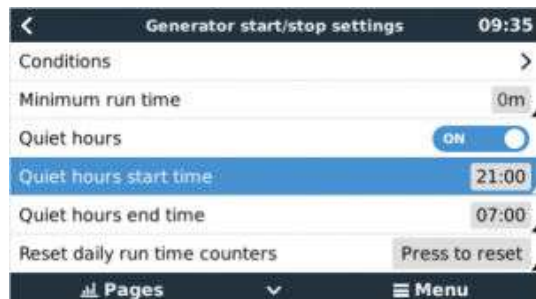 Generator start/stop settings 09:35
Conditions
Minimum run time 0m
Quiet hours ON
Quiet hours start time 21:00
Quiet hours end time 07:00
Reset daily run time counters Press to reset
Pages Menu